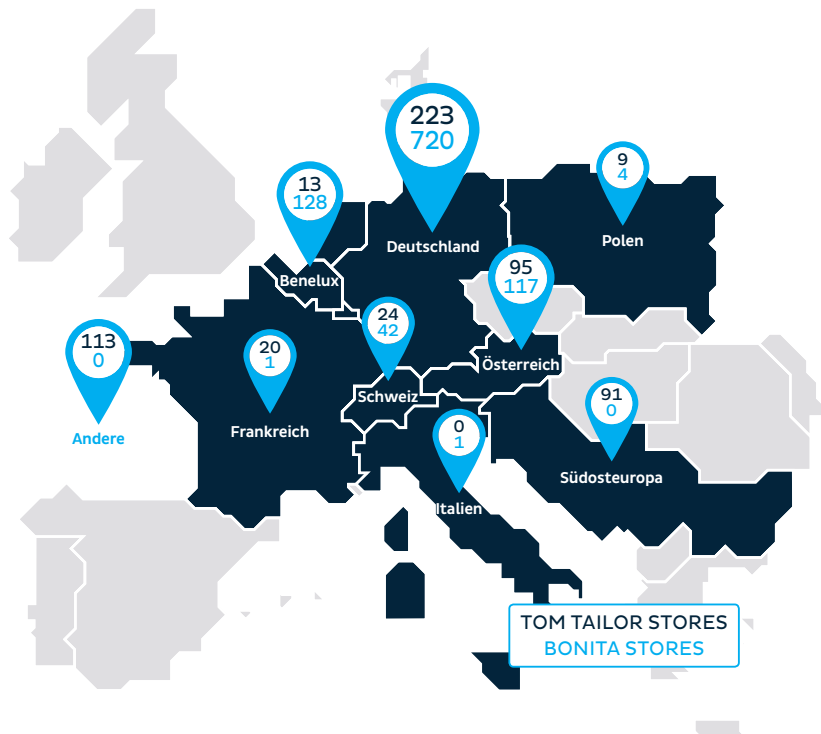 223
720
Deutschland
9
4
Polen
13
128
Benelux
95
117
Österreich
24
42
Schweiz
113
0
Andere
20
1
Frankreich
91
0
Südosteuropa
0
1
Italien
TOM TAILOR STORES
BONITA STORES